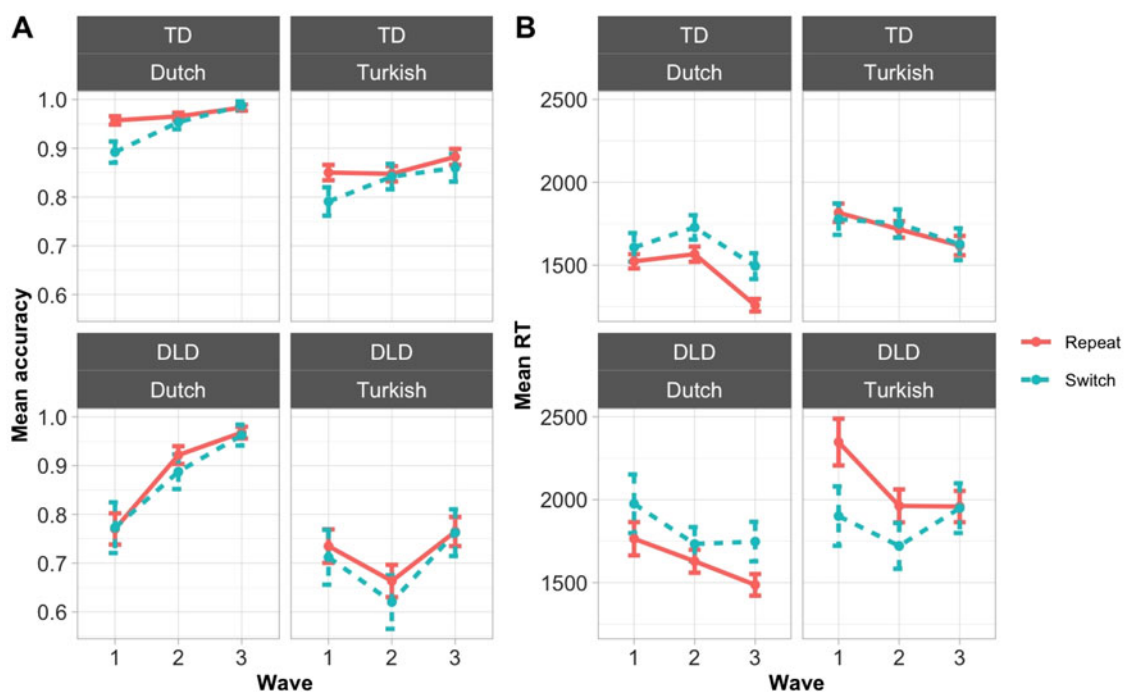 A
TD
Dutch
TD
Turkish
1.0
0.9
0.8
0.7
0.6
DLD
Dutch
DLD
Turkish
1.0
0.9
0.8
0.7
0.6
1 2 3
1 2 3
Mean accuracy
Wave
B
TD
Dutch
TD
Turkish
2500
2000
1500
DLD
Dutch
DLD
Turkish
2500
2000
1500
1 2 3
1 2 3
Mean RT
Wave
Repeat
Switch